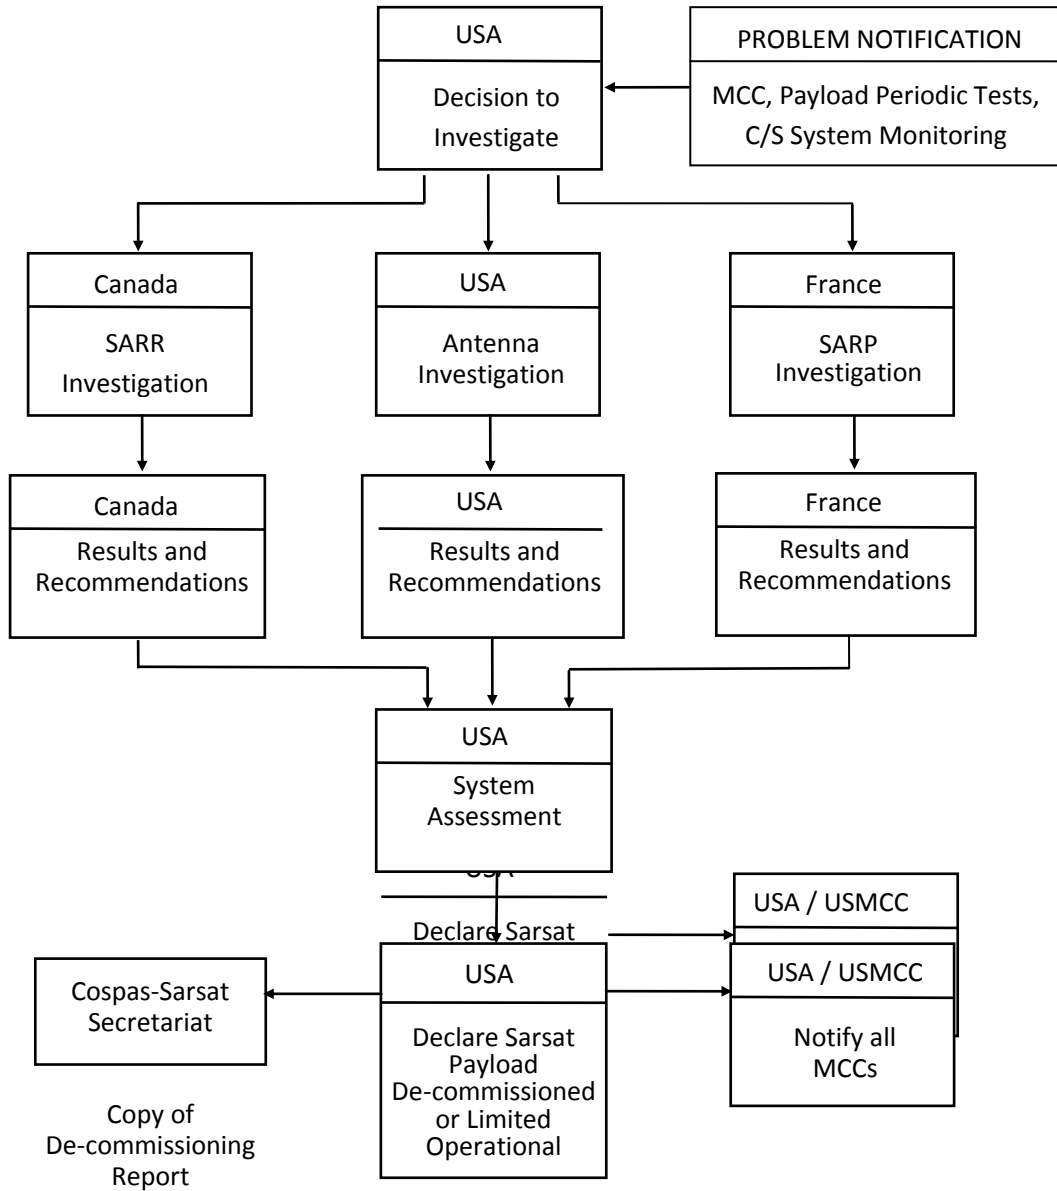 USA
Decision to
Investigate
PROBLEM NOTIFICATION
MCC, Payload Periodic Tests,
C/S System Monitoring
Canada
SARR
Investigation
USA
Antenna
Investigation
France
SARP
Investigation
Canada
Results and
Recommendations
USA
Results and
Recommendations
France
Results and
Recommendations
USA
System
Assessment
USA
Declare Sarsat
USA / USMCC
Cospas-Sarsat
Secretariat
Copy of
De-commissioning
Report
USA
Declare Sarsat
Payload
De-commissioned
or Limited
Operational
USA / USMCC
Notify all
MCCs